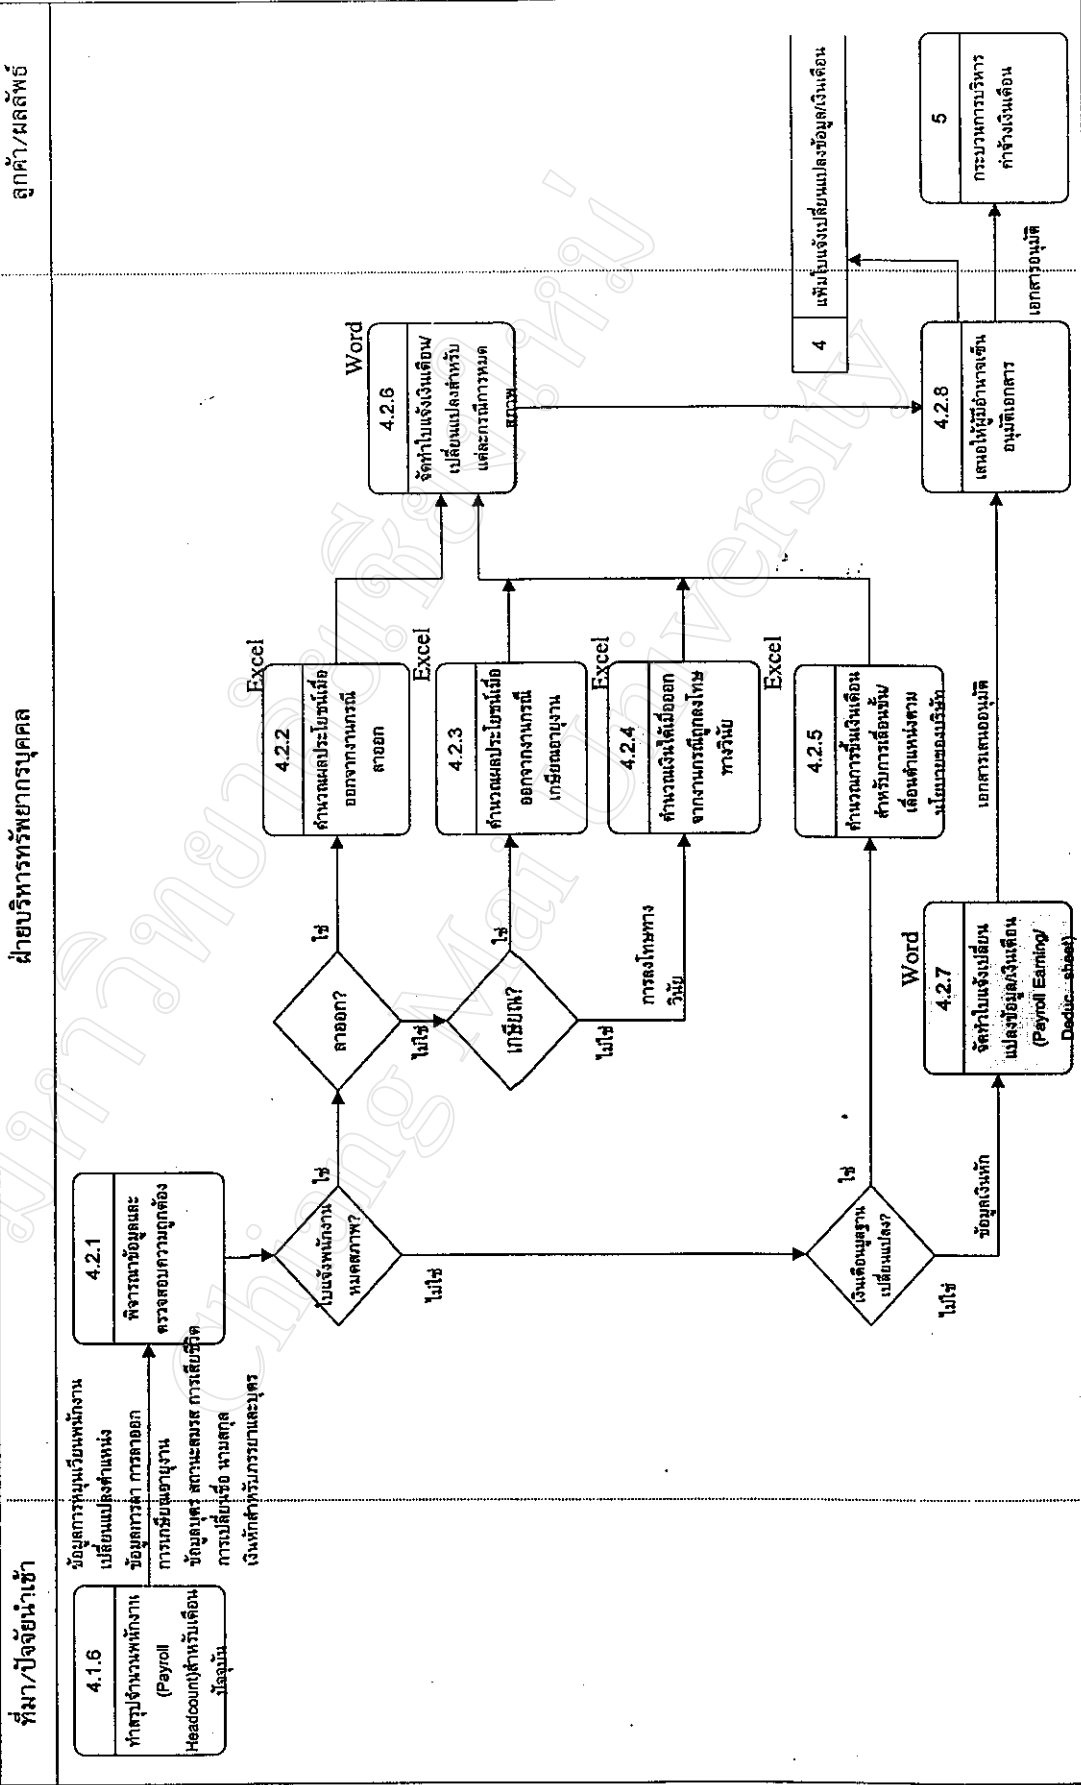 ที่มา/ปัจจัยนำเข้า
ฝ่ายบริหารทรัพยากรบุคคล
ลูกค้า/ผลลัพธ์
4.1.6
ทำสรุปจำนวนพนักงาน
(Payroll
Headcount)สำหรับเดือน
ปัจจุบัน
ข้อมูลการหมุนเวียนพนักงาน
เปลี่ยนแปลงตำแหน่ง
ข้อมูลการลา การลาออก
การเกษียณอายุงาน
ข้อมูลบุตร สถานะสมรส การเสียชีวิต
การเปลี่ยนชื่อ นามสกุล
เงินหักสำหรับภรรยาและบุตร
4.2.1
พิจารณาข้อมูลและ
ตรวจสอบความถูกต้อง
ใบแจ้งพนักงาน
หมดสภาพ?
ใช่
ไม่ใช่
ลาออก?
ใช่
ไม่ใช่
เกษียณ?
ใช่
ไม่ใช่
การลงโทษทาง
วินัย
Excel
4.2.2
คำนวณผลประโยชน์เมื่อ
ออกจากงานกรณี
ลาออก
Excel
4.2.3
คำนวณผลประโยชน์เมื่อ
ออกจากงานกรณี
เกษียณอายุงาน
Excel
4.2.4
คำนวณเงินได้เมื่อออก
จากงานกรณีถูกลงโทษ
ทางวินัย
Excel
4.2.5
คำนวณการขึ้นเงินเดือน
สำหรับการเลื่อนขั้น/
เลื่อนตำแหน่งตาม
นโยบายของบริษัท
เงินเดือนมูลฐาน
เปลี่ยนแปลง?
ใช่
ไม่ใช่
ข้อมูลเงินหัก
Word
4.2.6
จัดทำใบแจ้งเงินเดือน/
เปลี่ยนแปลงสำหรับ
แต่ละกรณีการหมด
สภาพ
Word
4.2.7
จัดทำใบแจ้งเปลี่ยน
แปลงข้อมูล/เงินเดือน
(Payroll Earning/
Deduc. sheet)
เอกสารเสนออนุมัติ
4.2.8
เสนอให้ผู้มีอำนาจเซ็น
อนุมัติเอกสาร
เอกสารอนุมัติ
4
แฟ้มใบแจ้งเปลี่ยนแปลงข้อมูล/เงินเดือน
5
กระบวนการบริหาร
ค่าจ้างเงินเดือน
มหาวิทยาลัยเชียงใหม่
Chiang Mai University